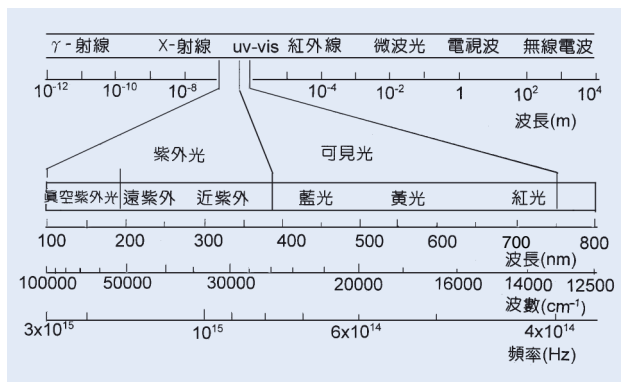 γ-射線 X-射線 uv-vis 紅外線 微波光 電視波 無線電波
10⁻¹² 10⁻¹⁰ 10⁻⁸ 10⁻⁴ 10⁻² 1 10² 10⁴
波長(m)
紫外光 可見光
眞空紫外光 遠紫外 近紫外 藍光 黃光 紅光
100 200 300 400 500 600 700 800
波長(nm)
100000 50000 30000 20000 16000 14000 12500
波數(cm⁻¹)
3x10¹⁵ 10¹⁵ 6x10¹⁴ 4x10¹⁴
頻率(Hz)